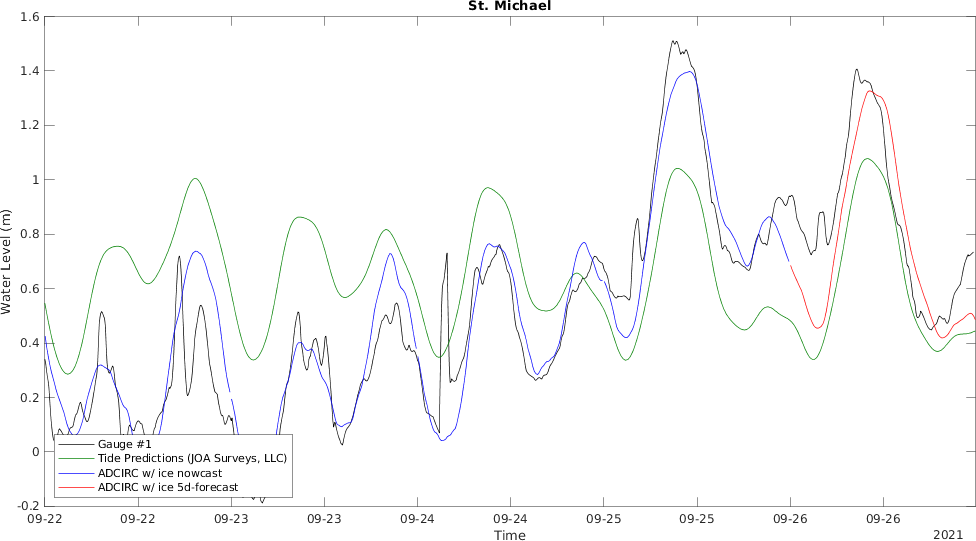 St. Michael
1.6
1.4
1.2
1
0.8
0.6
0.4
0.2
0
-0.2
Water Level (m)
Gauge #1
Tide Predictions (JOA Surveys, LLC)
ADCIRC w/ ice nowcast
ADCIRC w/ ice 5d-forecast
09-22 09-22 09-23 09-23 09-24 09-24 09-25 09-25 09-26 09-26
Time
2021